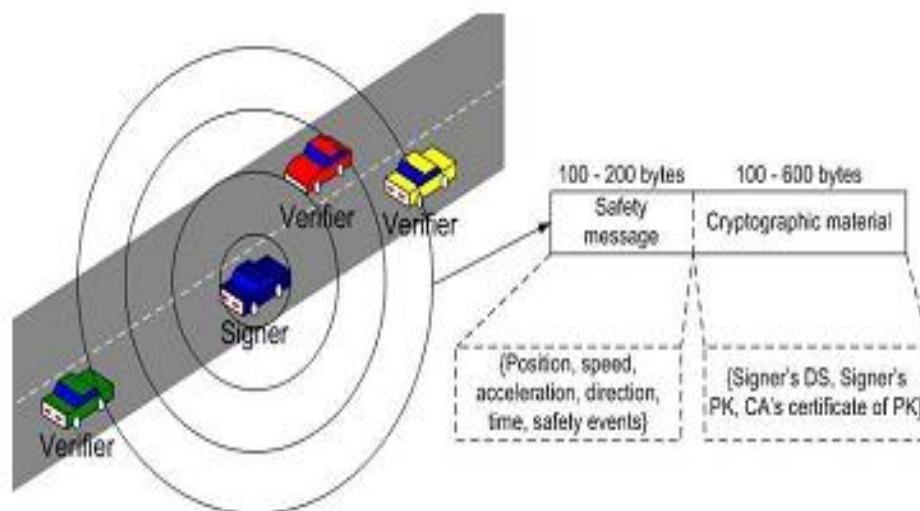 Verifier
Verifier
Signer
Verifier
100 - 200 bytes
100 - 600 bytes
Safety
message
Cryptographic material
{Position, speed,
acceleration, direction,
time, safety events}
{Signer's DS, Signer's
PK, CA's certificate of PK}